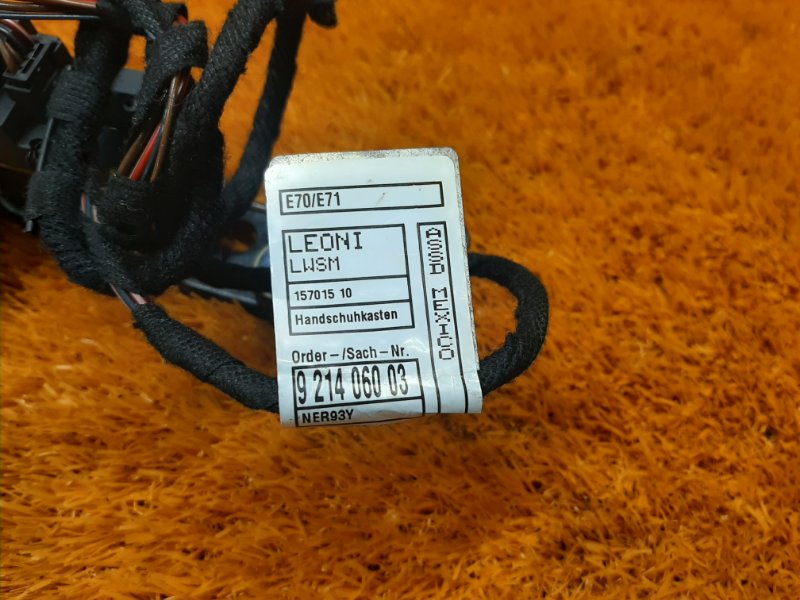 E70/E71
LEONI
LWSM
157015 10
Handschuhkasten
Order-/Sach-Nr.
9 214 060 03
NER93Y
ASSD MEXICO